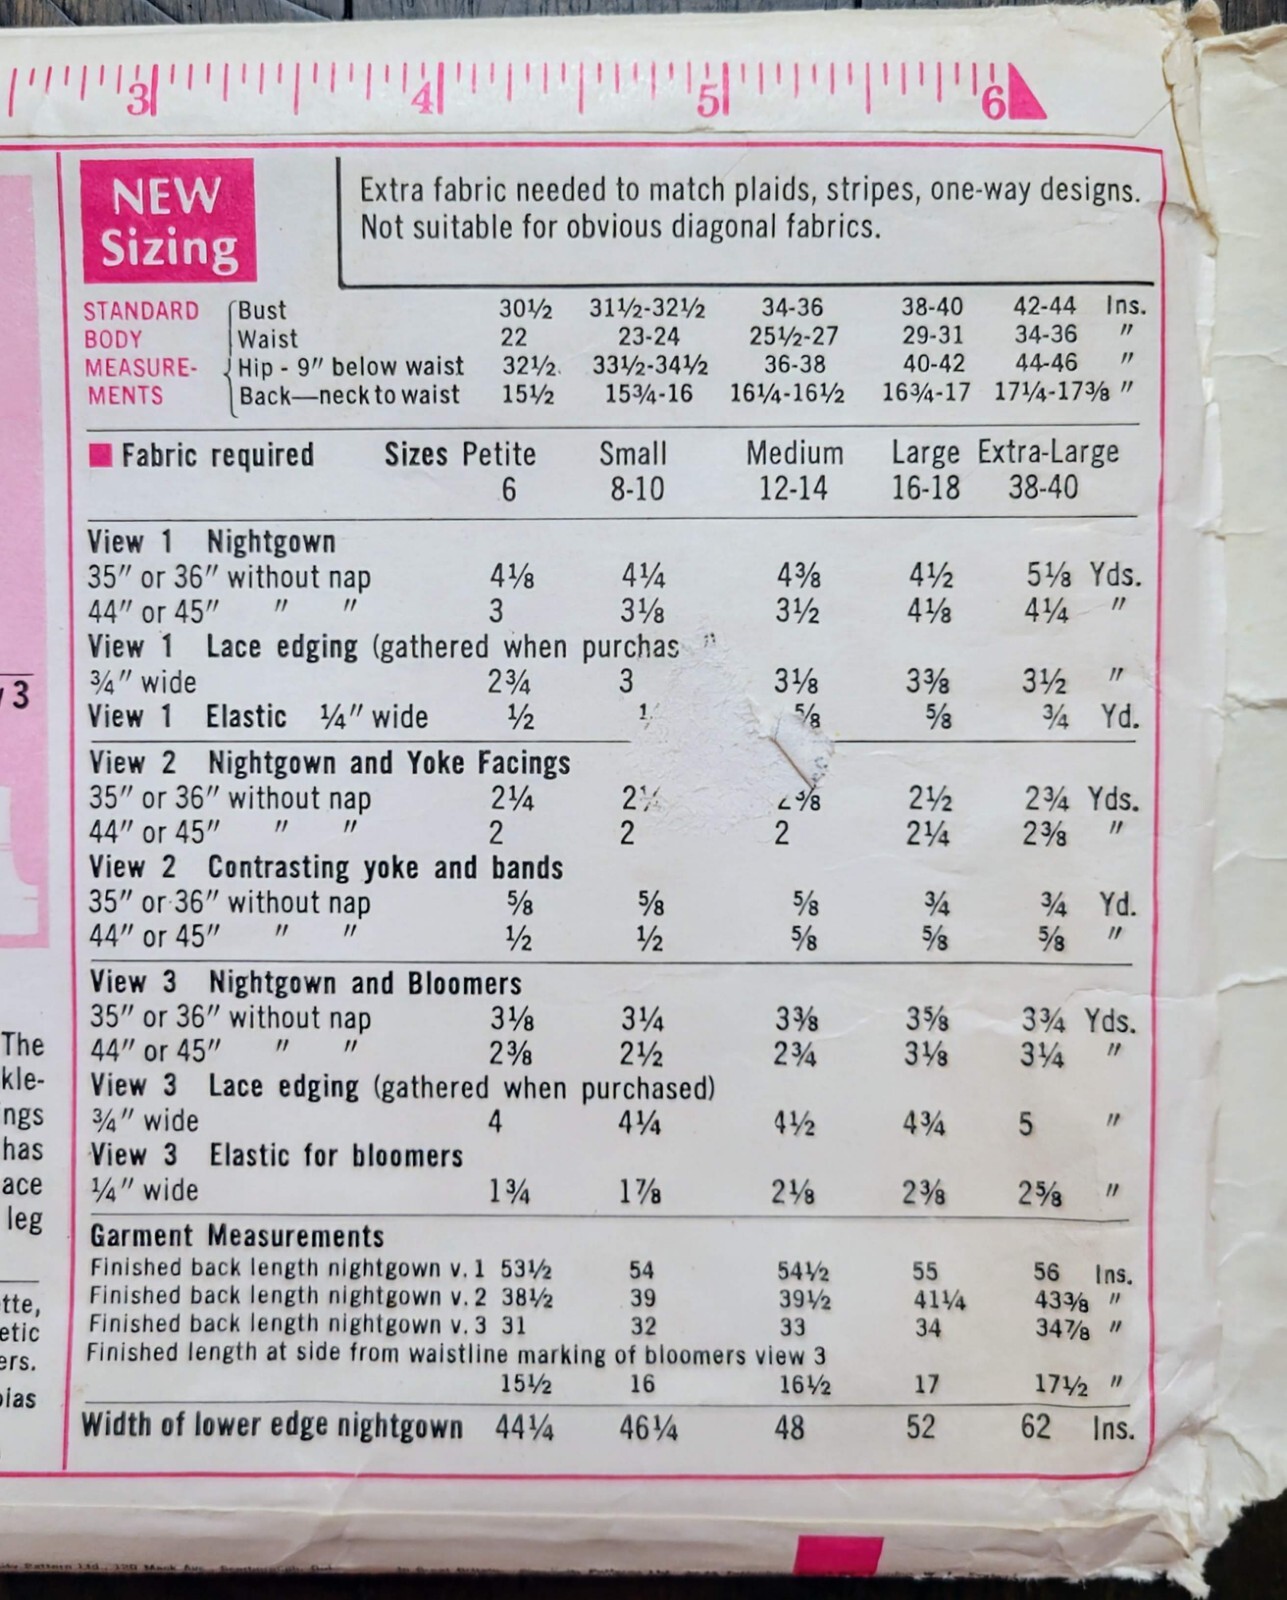 3 4 5 6
NEW
Sizing
Extra fabric needed to match plaids, stripes, one-way designs.
Not suitable for obvious diagonal fabrics.
STANDARD Bust 30½ 31½-32½ 34-36 38-40 42-44 Ins.
BODY Waist 22 23-24 25½-27 29-31 34-36 "
MEASURE- Hip - 9" below waist 32½ 33½-34½ 36-38 40-42 44-46 "
MENTS Back—neck to waist 15½ 15¾-16 16¼-16½ 16¾-17 17¼-17⅜ "
Fabric required Sizes Petite Small Medium Large Extra-Large
6 8-10 12-14 16-18 38-40
View 1 Nightgown
35" or 36" without nap 4⅛ 4¼ 4⅜ 4½ 5⅛ Yds.
44" or 45" " " 3 3⅛ 3½ 4⅛ 4¼ "
View 1 Lace edging (gathered when purchas "
¾" wide 2¾ 3 3⅛ 3⅜ 3½ "
View 1 Elastic ¼" wide ½ ⅝ ⅝ ¾ Yd.
View 2 Nightgown and Yoke Facings
35" or 36" without nap 2¼ 2⅜ 2½ 2¾ Yds.
44" or 45" " " 2 2 2 2¼ 2⅜ "
View 2 Contrasting yoke and bands
35" or 36" without nap ⅝ ⅝ ⅝ ¾ ¾ Yd.
44" or 45" " " ½ ½ ⅝ ⅝ ⅝ "
View 3 Nightgown and Bloomers
35" or 36" without nap 3⅛ 3¼ 3⅜ 3⅝ 3¾ Yds.
44" or 45" " " 2⅜ 2½ 2¾ 3⅛ 3¼ "
View 3 Lace edging (gathered when purchased)
¾" wide 4 4¼ 4½ 4¾ 5 "
View 3 Elastic for bloomers
¼" wide 1¾ 1⅞ 2⅛ 2⅜ 2⅝ "
Garment Measurements
Finished back length nightgown v. 1 53½ 54 54½ 55 56 Ins.
Finished back length nightgown v. 2 38½ 39 39½ 41¼ 43⅜ "
Finished back length nightgown v. 3 31 32 33 34 34⅞ "
Finished length at side from waistline marking of bloomers view 3
15½ 16 16½ 17 17½ "
Width of lower edge nightgown 44¼ 46¼ 48 52 62 Ins.
3
The
kle-
ngs
has
ace
leg
tte,
etic
ers.
bias